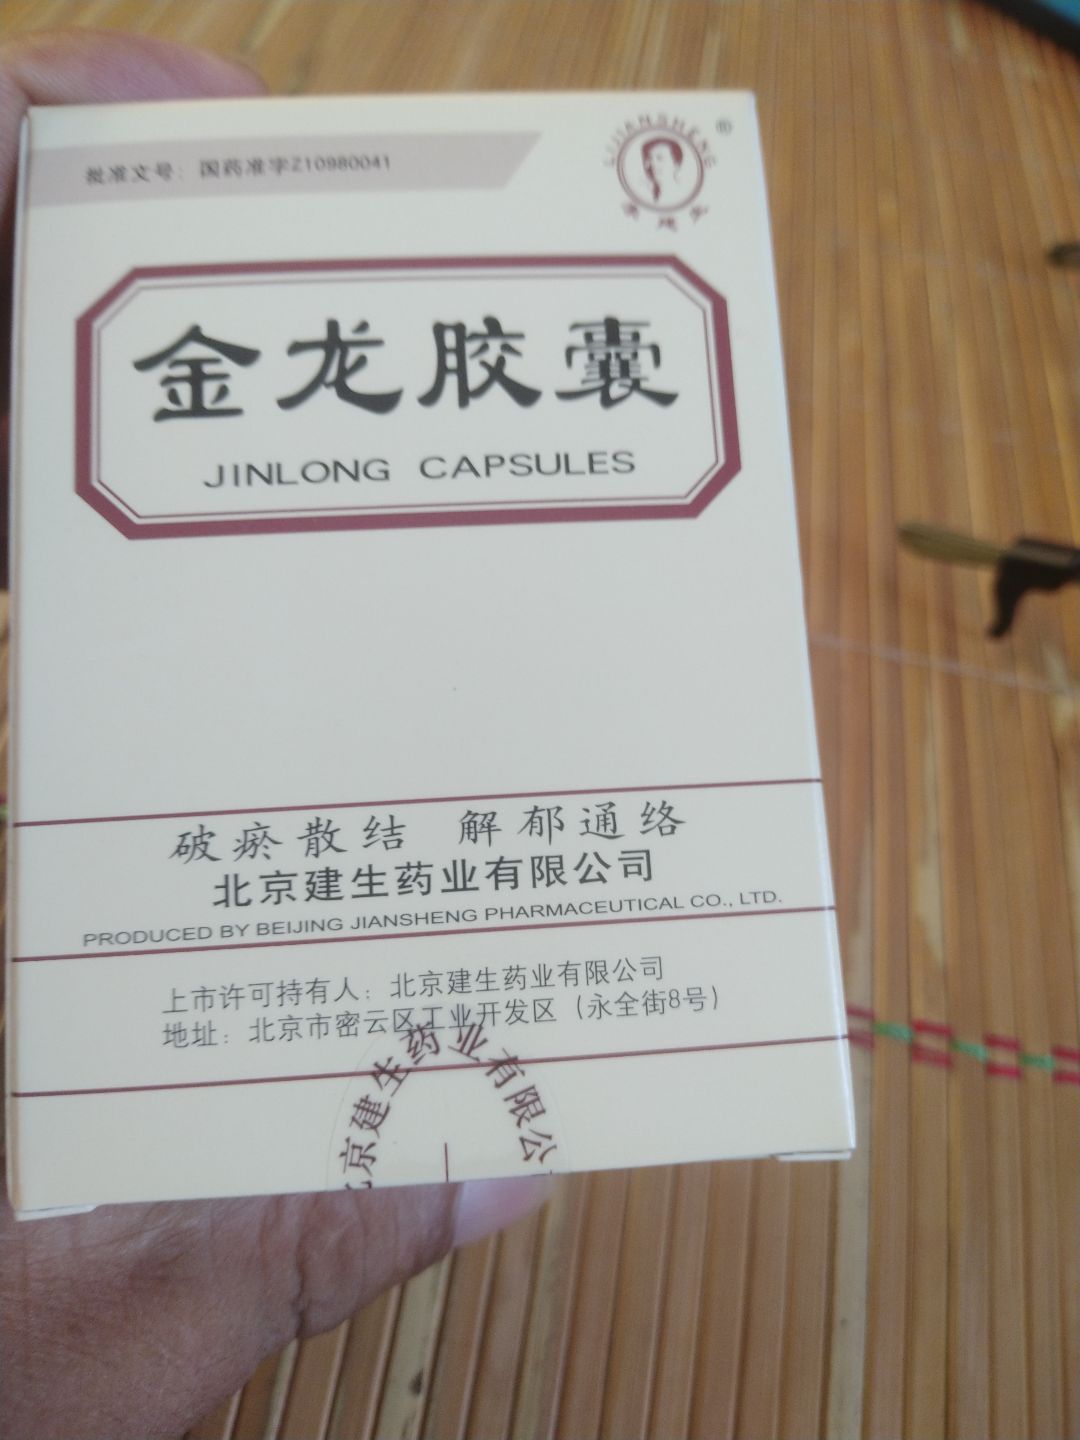 批准文号：国药准字Z10980041
LIJIANSHENG
李建生
®
金龙胶囊
JINLONG CAPSULES
破瘀散结 解郁通络
北京建生药业有限公司
PRODUCED BY BEIJING JIANSHENG PHARMACEUTICAL CO., LTD.
上市许可持有人：北京建生药业有限公司
地址：北京市密云区工业开发区（永全街8号）
京建生药业有限公